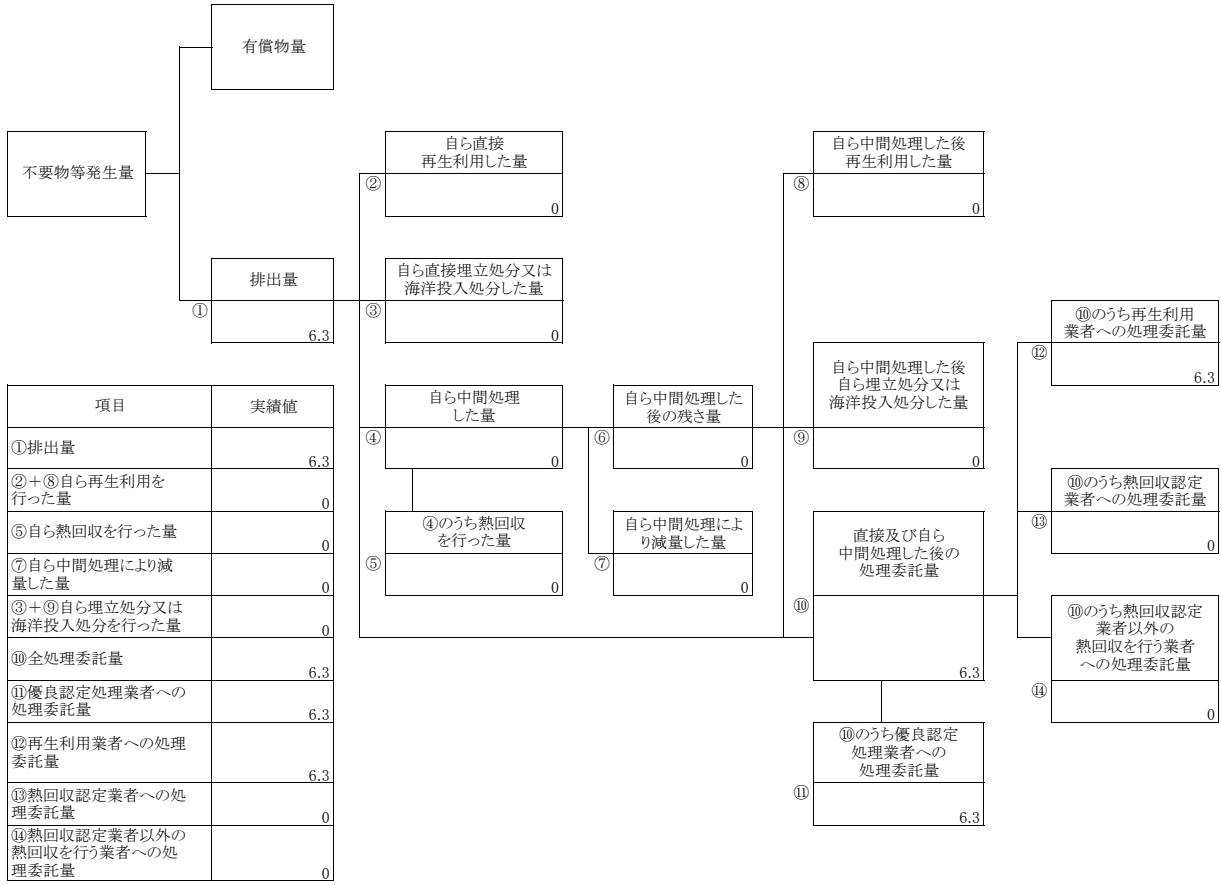 有償物量
不要物等発生量
自ら直接
再生利用した量
②
0
自ら中間処理した後
再生利用した量
⑧
0
排出量
①
6.3
自ら直接埋立処分又は
海洋投入処分した量
③
0
⑩のうち再生利用
業者への処理委託量
⑫
6.3
自ら中間処理
した量
④
0
自ら中間処理した
後の残さ量
⑥
0
自ら中間処理した後
自ら埋立処分又は
海洋投入処分した量
⑨
0
⑩のうち熱回収認定
業者への処理委託量
⑬
0
④のうち熱回収
を行った量
⑤
0
自ら中間処理によ
り減量した量
⑦
0
直接及び自ら
中間処理した後の
処理委託量
⑩
6.3
⑩のうち熱回収認定
業者以外の
熱回収を行う業者
への処理委託量
⑭
0
⑩のうち優良認定
処理業者への
処理委託量
⑪
6.3
項目 実績値
①排出量
6.3
②+⑧自ら再生利用を
行った量
0
⑤自ら熱回収を行った量
0
⑦自ら中間処理により減
量した量
0
③+⑨自ら埋立処分又は
海洋投入処分を行った量
0
⑩全処理委託量
6.3
⑪優良認定処理業者への
処理委託量
6.3
⑫再生利用業者への処理
委託量
6.3
⑬熱回収認定業者への処
理委託量
0
⑭熱回収認定業者以外の
熱回収を行う業者への処
理委託量
0